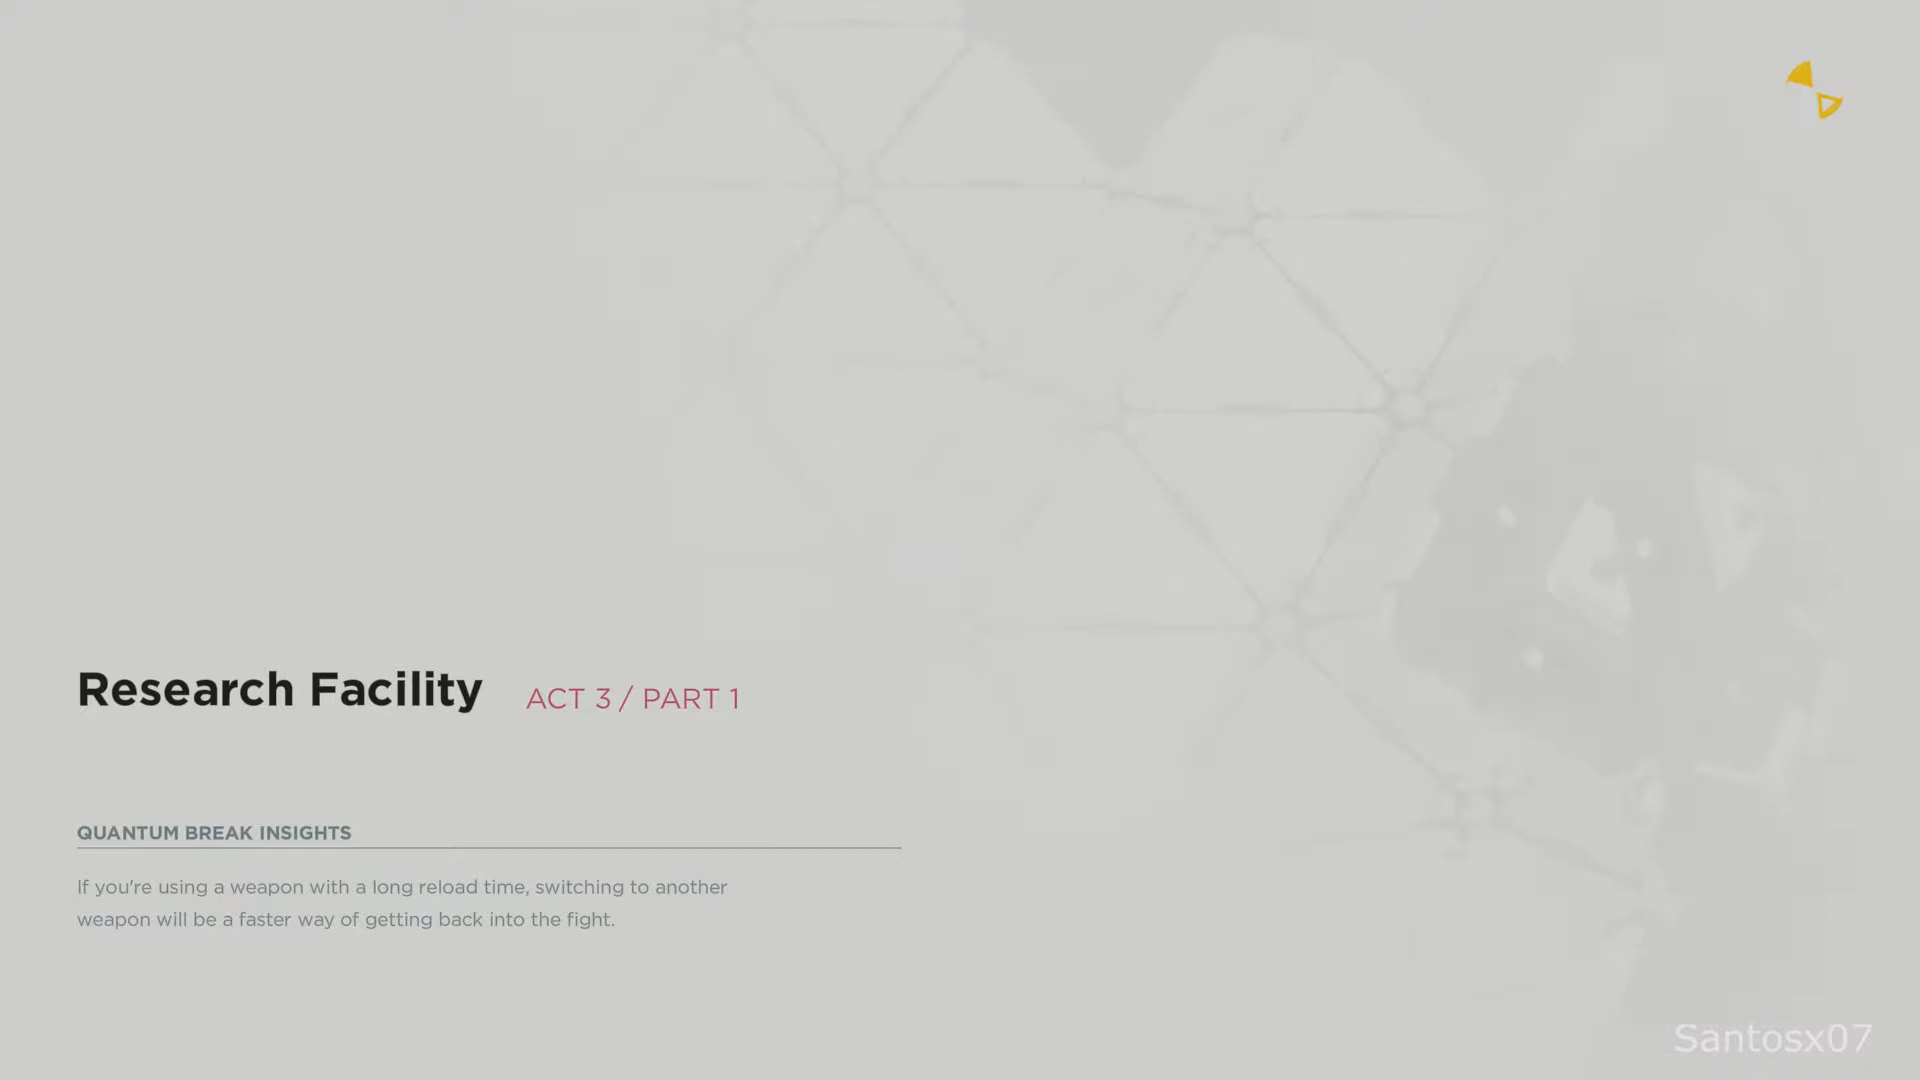 Research Facility ACT 3 / PART 1
QUANTUM BREAK INSIGHTS
If you're using a weapon with a long reload time, switching to another
weapon will be a faster way of getting back into the fight.
Santosx07